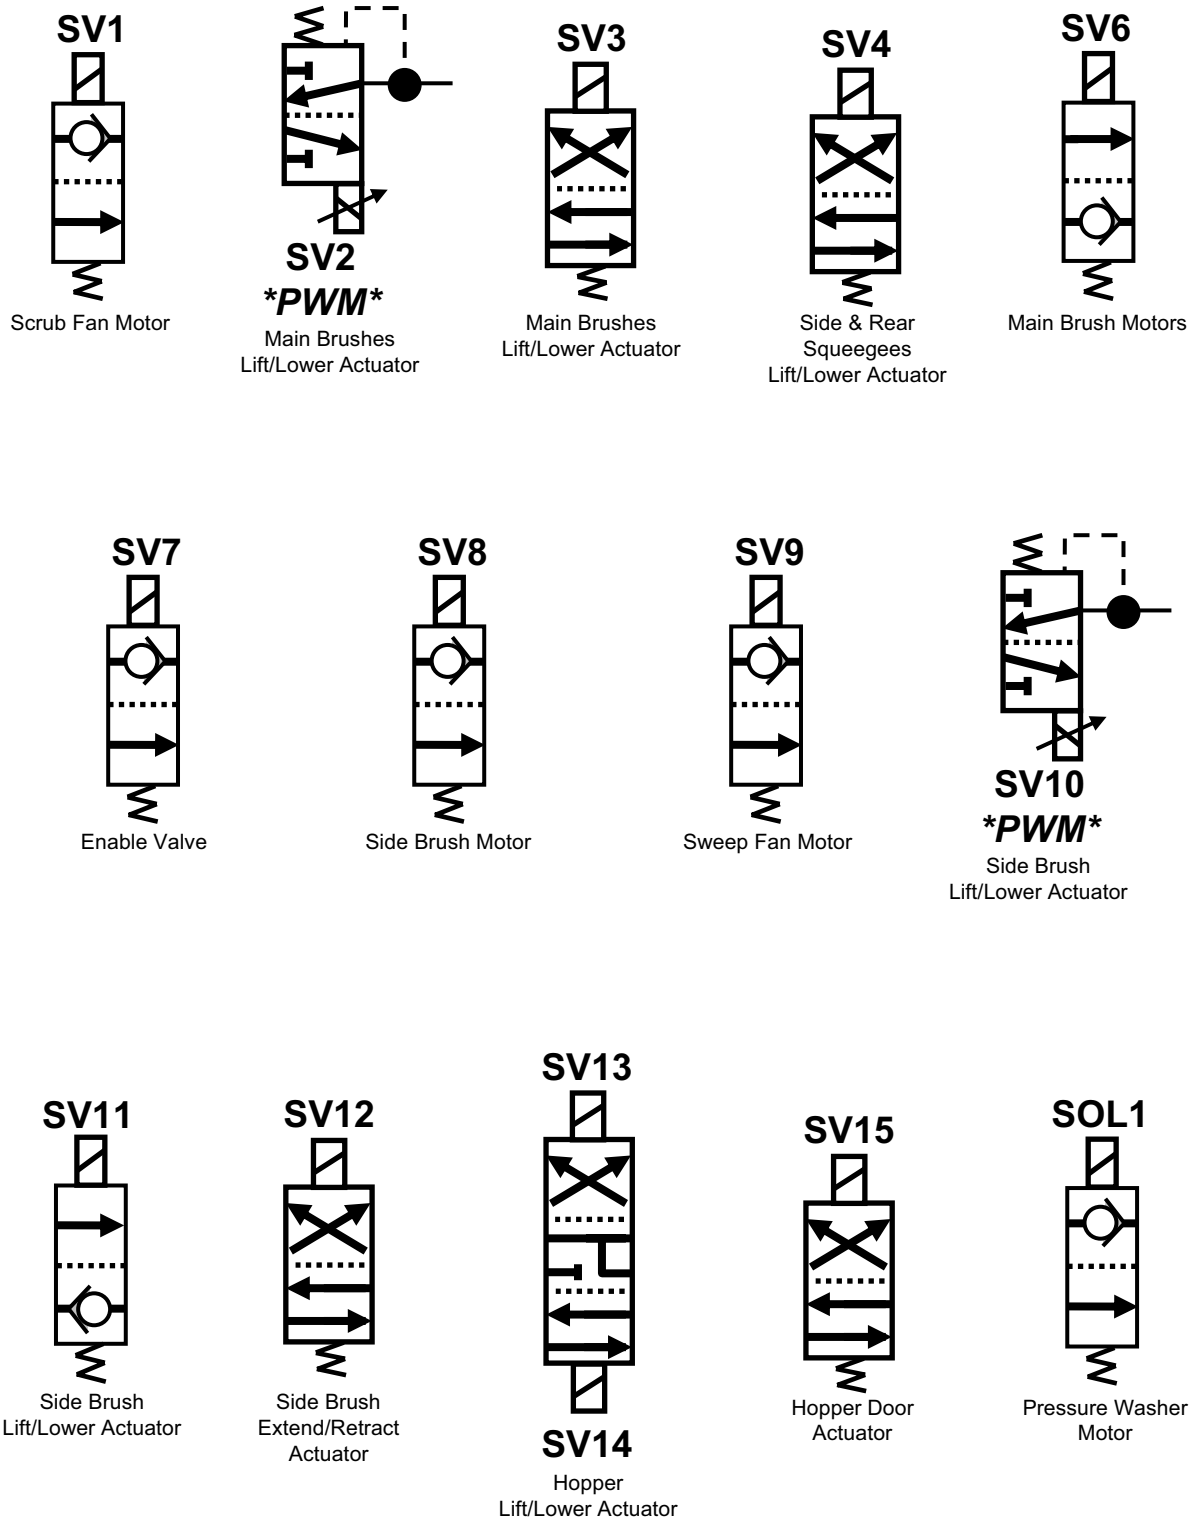 SV1
Scrub Fan Motor
SV2
*PWM*
Main Brushes
Lift/Lower Actuator
SV3
Main Brushes
Lift/Lower Actuator
SV4
Side & Rear
Squeegees
Lift/Lower Actuator
SV6
Main Brush Motors
SV7
Enable Valve
SV8
Side Brush Motor
SV9
Sweep Fan Motor
SV10
*PWM*
Side Brush
Lift/Lower Actuator
SV11
Side Brush
Lift/Lower Actuator
SV12
Side Brush
Extend/Retract
Actuator
SV13
SV14
Hopper
Lift/Lower Actuator
SV15
Hopper Door
Actuator
SOL1
Pressure Washer
Motor